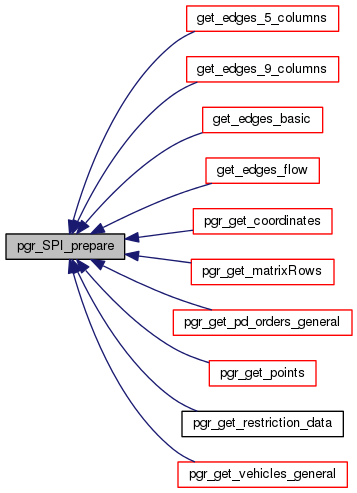 get_edges_5_columns
get_edges_9_columns
get_edges_basic
get_edges_flow
pgr_get_coordinates
pgr_SPI_prepare
pgr_get_matrixRows
pgr_get_pd_orders_general
pgr_get_points
pgr_get_restriction_data
pgr_get_vehicles_general